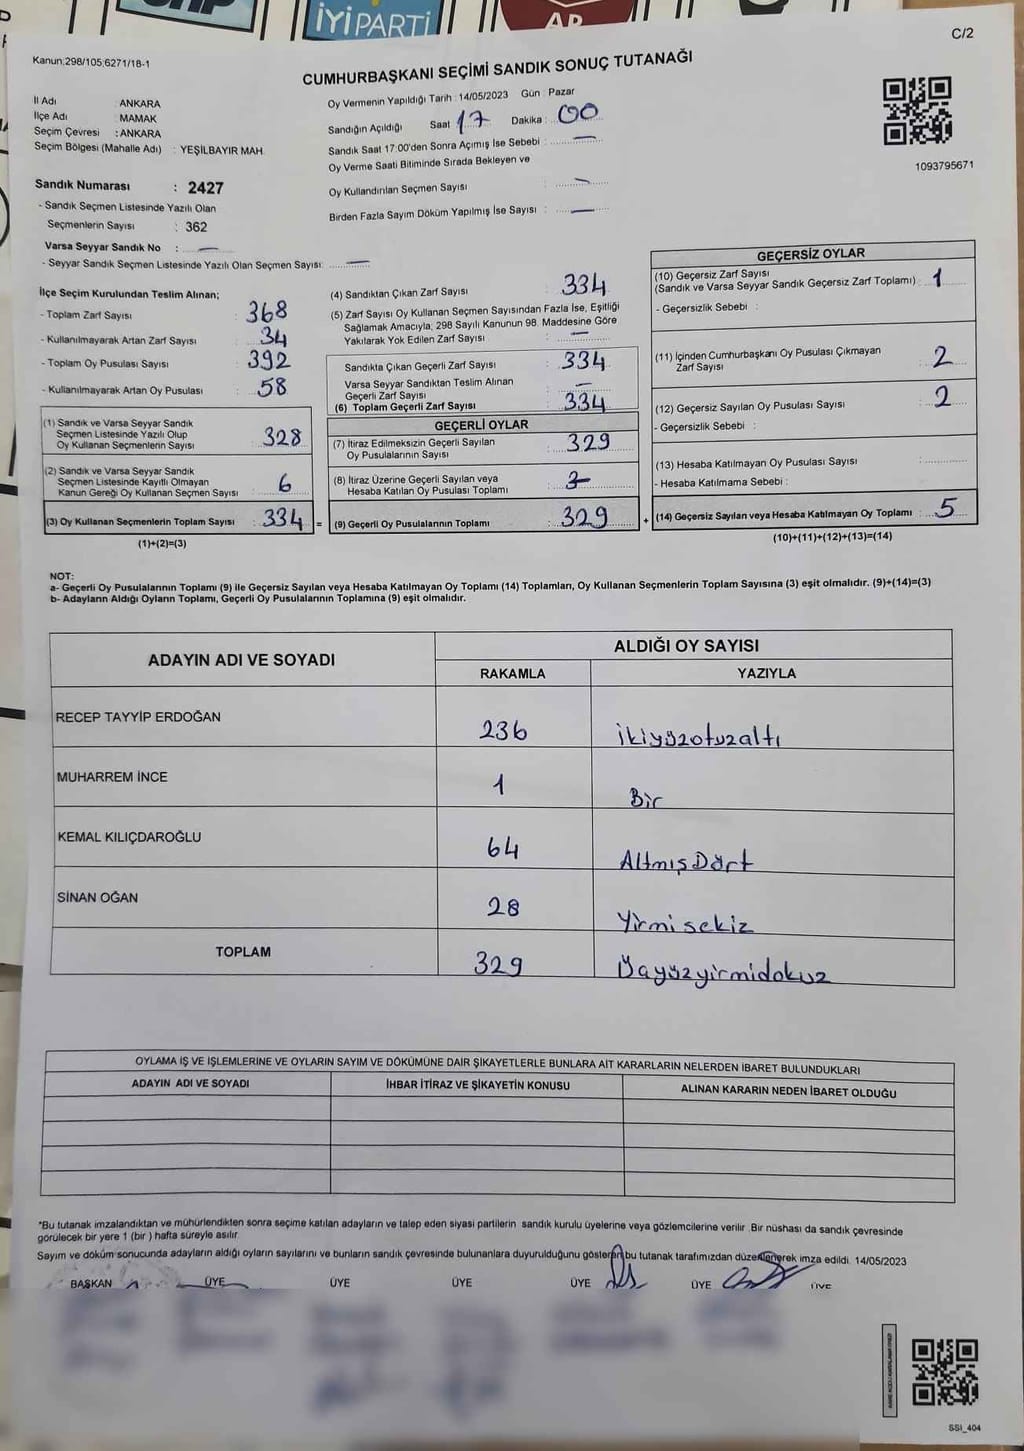 İYİ PARTİ
C/2
Kanun;298/105;6271/18-1
CUMHURBAŞKANI SEÇİMİ SANDIK SONUÇ TUTANAĞI
İl Adı : ANKARA
İlçe Adı : MAMAK
Seçim Çevresi : ANKARA
Seçim Bölgesi (Mahalle Adı) : YEŞİLBAYIR MAH.
Sandık Numarası : 2427
- Sandık Seçmen Listesinde Yazılı Olan
Seçmenlerin Sayısı : 362
Varsa Seyyar Sandık No : —
- Seyyar Sandık Seçmen Listesinde Yazılı Olan Seçmen Sayısı: —
Oy Vermenin Yapıldığı Tarih : 14/05/2023 Gün : Pazar
Sandığın Açıldığı Saat : 17 Dakika : 00
Sandık Saat 17:00'den Sonra Açımış İse Sebebi : —
Oy Verme Saati Bitiminde Sırada Bekleyen ve
Oy Kullandırılan Seçmen Sayısı : —
Birden Fazla Sayım Döküm Yapılmış İse Sayısı : —
1093795671
İlçe Seçim Kurulundan Teslim Alınan;
- Toplam Zarf Sayısı : 368
- Kullanılmayarak Artan Zarf Sayısı : 34
- Toplam Oy Pusulası Sayısı : 392
- Kullanılmayarak Artan Oy Pusulası : 58
(1) Sandık ve Varsa Seyyar Sandık
Seçmen Listesinde Yazılı Olup
Oy Kullanan Seçmenlerin Sayısı : 328
(2) Sandık ve Varsa Seyyar Sandık
Seçmen Listesinde Kayıtlı Olmayan
Kanun Gereği Oy Kullanan Seçmen Sayısı : 6
(3) Oy Kullanan Seçmenlerin Toplam Sayısı : 334 =
(1)+(2)=(3)
(4) Sandıktan Çıkan Zarf Sayısı : 334
(5) Zarf Sayısı Oy Kullanan Seçmen Sayısından Fazla İse, Eşitliği
Sağlamak Amacıyla; 298 Sayılı Kanunun 98. Maddesine Göre
Yakılarak Yok Edilen Zarf Sayısı : —
Sandıkta Çıkan Geçerli Zarf Sayısı : 334
Varsa Seyyar Sandıktan Teslim Alınan
Geçerli Zarf Sayısı : —
(6) Toplam Geçerli Zarf Sayısı : 334
GEÇERLİ OYLAR
(7) İtiraz Edilmeksizin Geçerli Sayılan
Oy Pusulalarının Sayısı : 329
(8) İtiraz Üzerine Geçerli Sayılan veya
Hesaba Katılan Oy Pusulası Toplamı :
(9) Geçerli Oy Pusulalarının Toplamı : 329 +
GEÇERSİZ OYLAR
(10) Geçersiz Zarf Sayısı
(Sandık ve Varsa Seyyar Sandık Geçersiz Zarf Toplamı) : 1
- Geçersizlik Sebebi :
(11) İçinden Cumhurbaşkanı Oy Pusulası Çıkmayan
Zarf Sayısı : 2
(12) Geçersiz Sayılan Oy Pusulası Sayısı : 2
- Geçersizlik Sebebi :
(13) Hesaba Katılmayan Oy Pusulası Sayısı :
- Hesaba Katılmama Sebebi :
(14) Geçersiz Sayılan veya Hesaba Katılmayan Oy Toplamı : 5
(10)+(11)+(12)+(13)=(14)
NOT:
a- Geçerli Oy Pusulalarının Toplamı (9) ile Geçersiz Sayılan veya Hesaba Katılmayan Oy Toplamı (14) Toplamları, Oy Kullanan Seçmenlerin Toplam Sayısına (3) eşit olmalıdır. (9)+(14)=(3)
b- Adayların Aldığı Oyların Toplamı, Geçerli Oy Pusulalarının Toplamına (9) eşit olmalıdır.
ADAYIN ADI VE SOYADI ALDIĞI OY SAYISI
RAKAMLA YAZIYLA
RECEP TAYYİP ERDOĞAN 236 ikiyüzotuzaltı
MUHARREM İNCE 1 Bir
KEMAL KILIÇDAROĞLU 64 AltmışDört
SİNAN OĞAN 28 Yirmisekiz
TOPLAM 329 Üçyüzyirmidokuz
OYLAMA İŞ VE İŞLEMLERİNE VE OYLARIN SAYIM VE DÖKÜMÜNE DAİR ŞİKAYETLERLE BUNLARA AİT KARARLARIN NELERDEN İBARET BULUNDUKLARI
ADAYIN ADI VE SOYADI İHBAR İTİRAZ VE ŞİKAYETİN KONUSU ALINAN KARARIN NEDEN İBARET OLDUĞU
*Bu tutanak imzalandıktan ve mühürlendikten sonra seçime katılan adayların ve talep eden siyasi partilerin sandık kurulu üyelerine veya gözlemcilerine verilir. Bir nüshası da sandık çevresinde
görülecek bir yere 1 (bir ) hafta süreyle asılır.
Sayım ve döküm sonucunda adayların aldığı oyların sayılarını ve bunların sandık çevresinde bulunanlara duyurulduğunu gösteren bu tutanak tarafımızdan düzenlenerek imza edildi. 14/05/2023
BAŞKAN ÜYE ÜYE ÜYE ÜYE ÜYE ÜYE
SSI_404